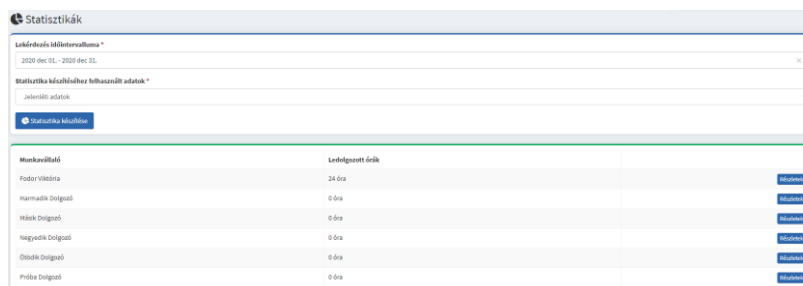 Statisztikák
Lekérdezés időintervalluma *
2020 dec 01. - 2020 dec 31. ×
Statisztika készítéséhez felhasznált adatok *
Jelenléti adatok
Statisztika készítése
Munkavállaló Ledolgozott órák
Fodor Viktória 24 óra Részletek
Harmadik Dolgozó 0 óra Részletek
Másik Dolgozó 0 óra Részletek
Negyedik Dolgozó 0 óra Részletek
Ötödik Dolgozó 0 óra Részletek
Próba Dolgozó 0 óra Részletek